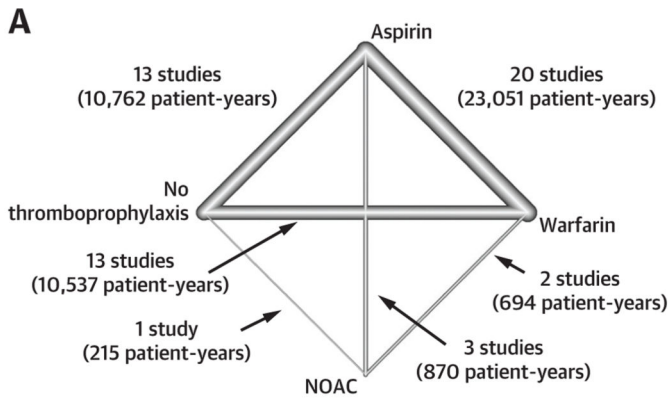 A
Aspirin
13 studies
(10,762 patient-years)
20 studies
(23,051 patient-years)
No
thromboprophylaxis
Warfarin
13 studies
(10,537 patient-years)
2 studies
(694 patient-years)
1 study
(215 patient-years)
3 studies
(870 patient-years)
NOAC